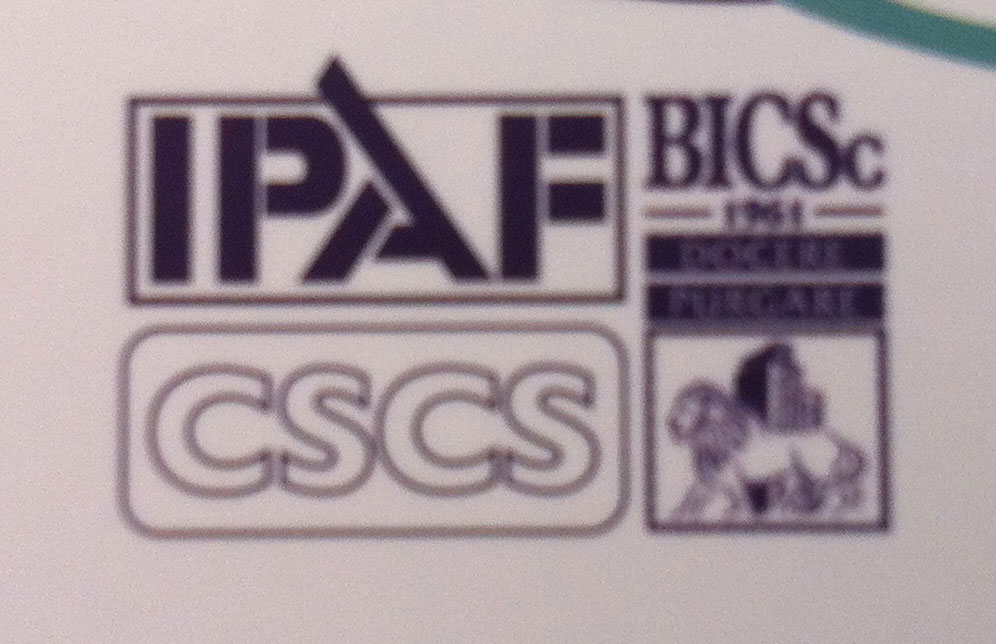 IPAF
BICSc
1961
DOCERE
PURGARE
CSCS